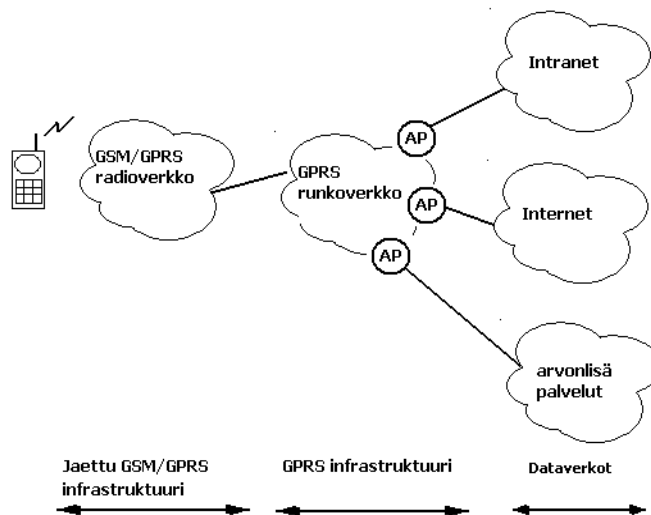 Intranet
AP
GSM/GPRS
radioverkko
GPRS
runkoverkko
AP
Internet
AP
arvonlisä
palvelut
Jaettu GSM/GPRS
infrastruktuuri
GPRS infrastruktuuri
Dataverkot